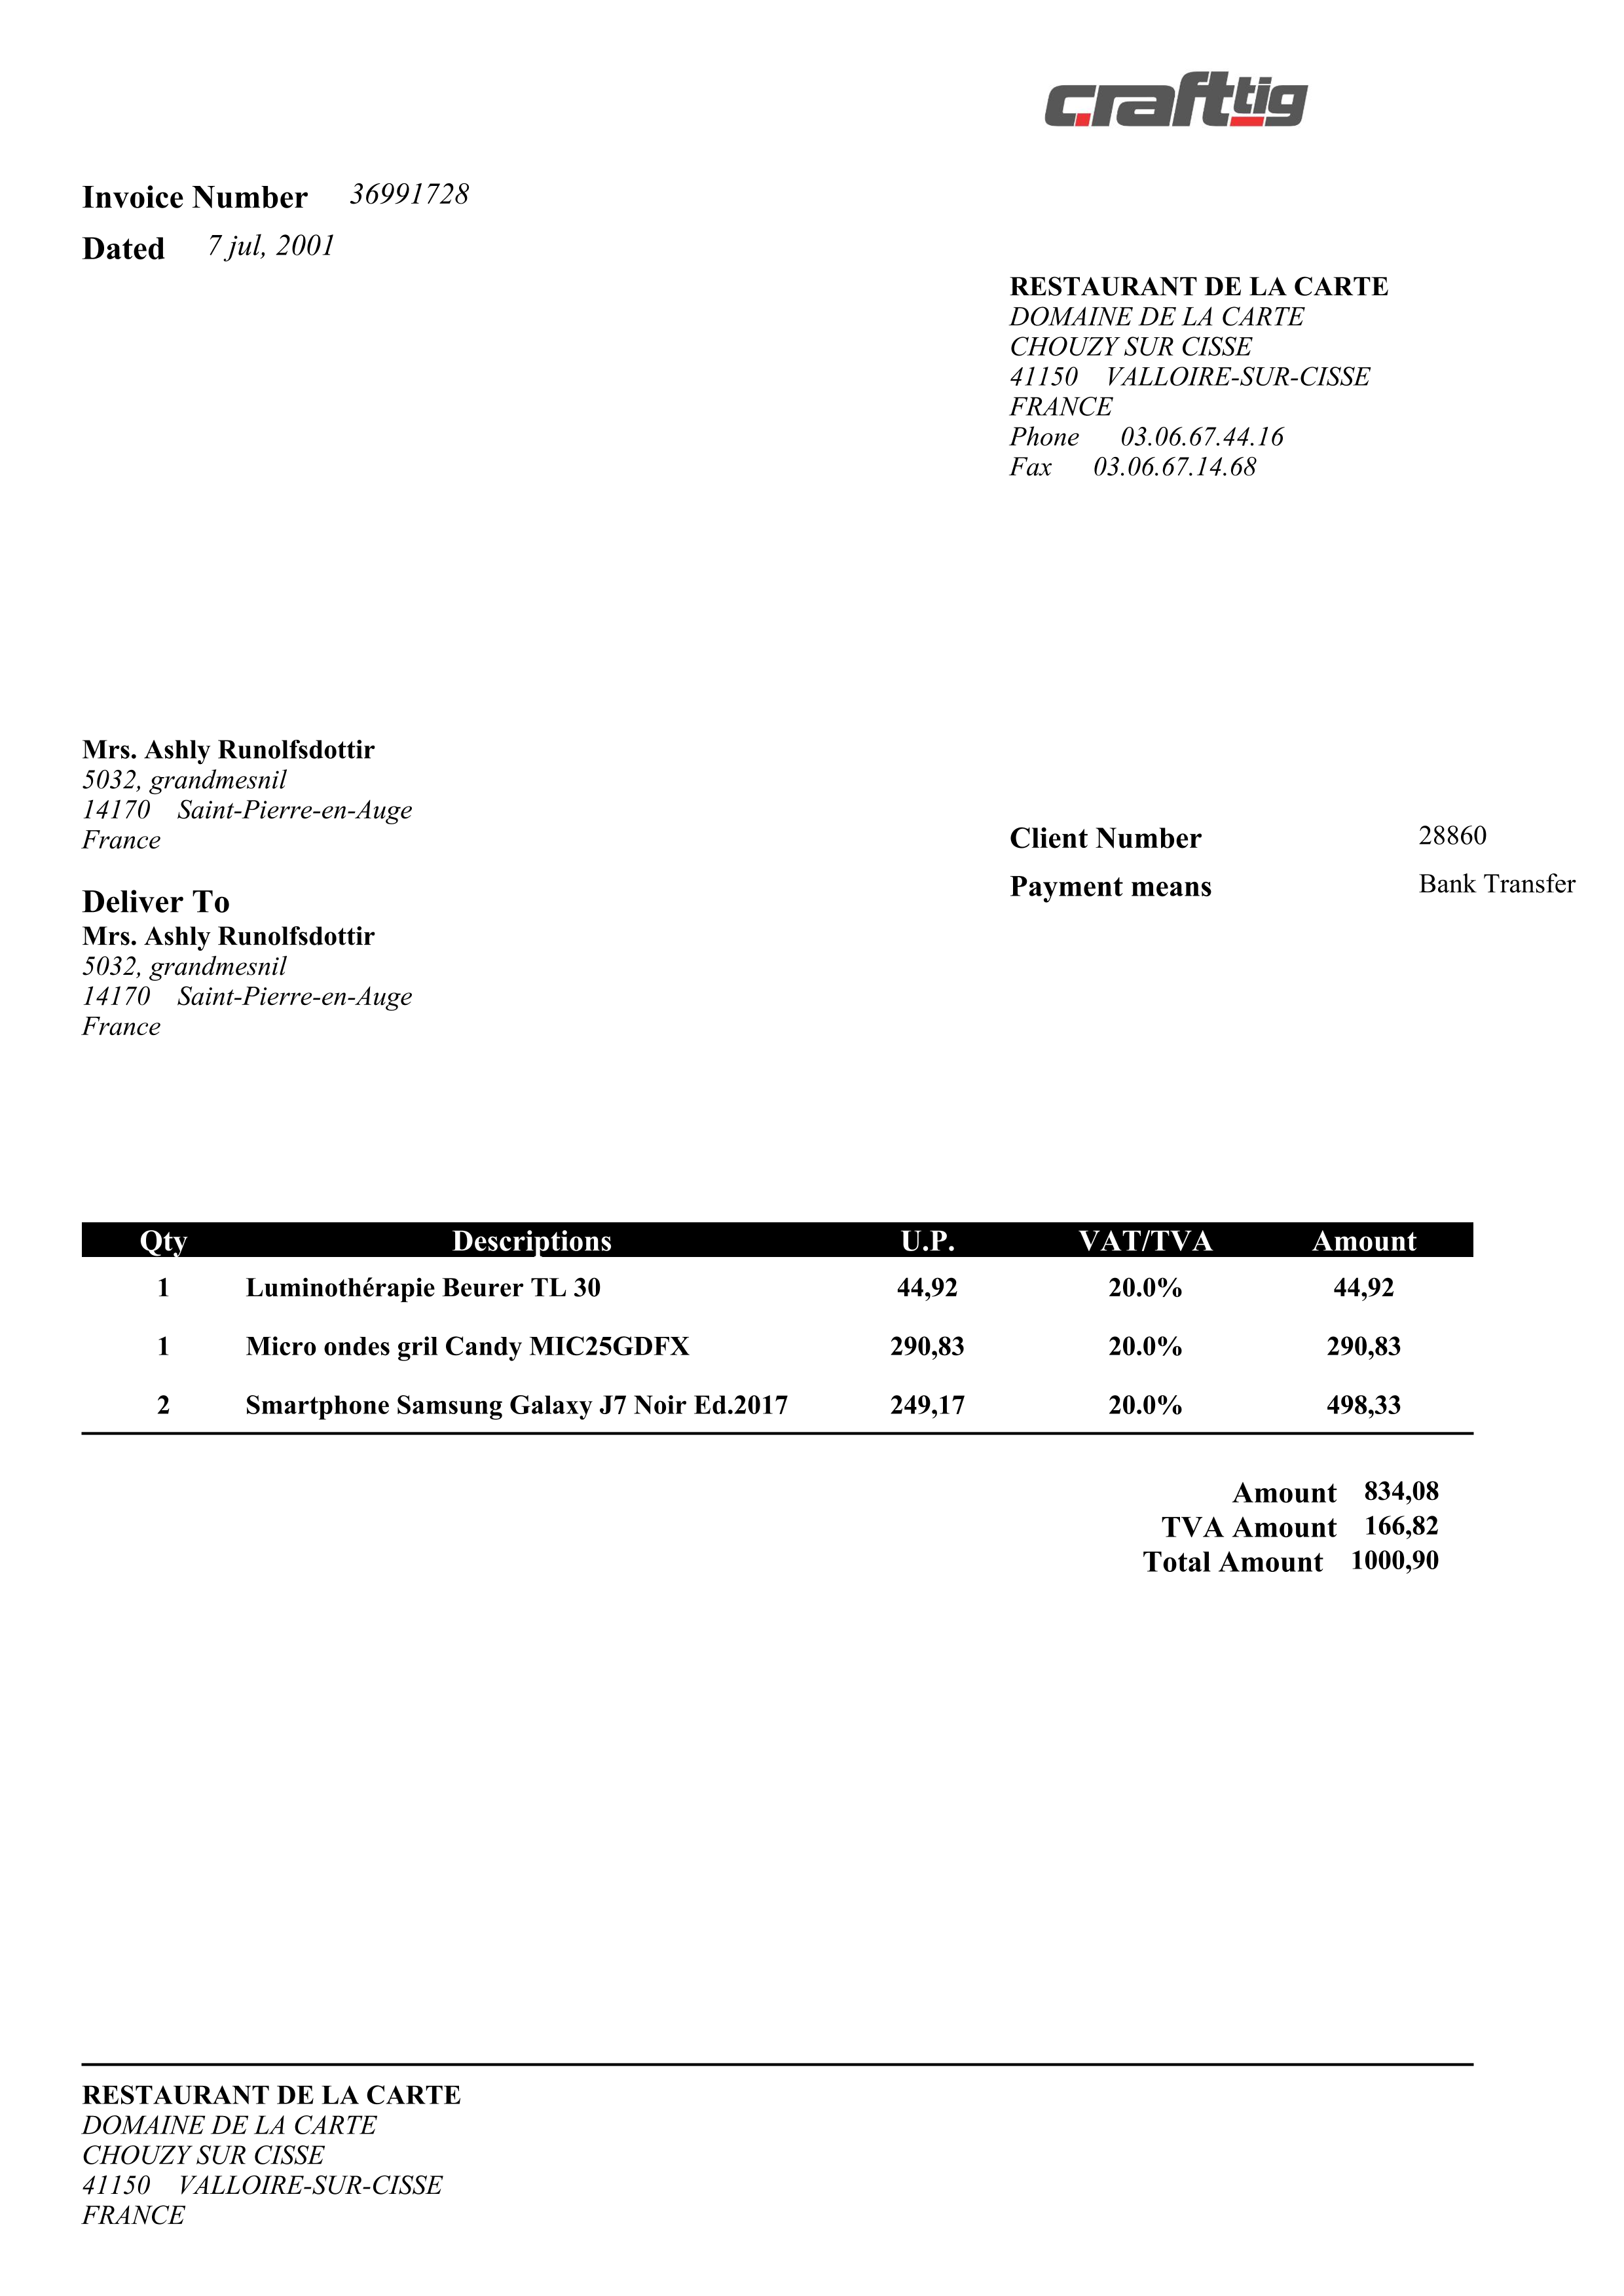 crafttig
Invoice Number 36991728
Dated 7 jul, 2001
RESTAURANT DE LA CARTE
DOMAINE DE LA CARTE
CHOUZY SUR CISSE
41150 VALLOIRE-SUR-CISSE
FRANCE
Phone 03.06.67.44.16
Fax 03.06.67.14.68
Mrs. Ashly Runolfsdottir
5032, grandmesnil
14170 Saint-Pierre-en-Auge
France
Client Number 28860
Payment means Bank Transfer
Deliver To
Mrs. Ashly Runolfsdottir
5032, grandmesnil
14170 Saint-Pierre-en-Auge
France
Qty Descriptions U.P. VAT/TVA Amount
1 Luminothérapie Beurer TL 30 44,92 20.0% 44,92
1 Micro ondes gril Candy MIC25GDFX 290,83 20.0% 290,83
2 Smartphone Samsung Galaxy J7 Noir Ed.2017 249,17 20.0% 498,33
Amount 834,08
TVA Amount 166,82
Total Amount 1000,90
RESTAURANT DE LA CARTE
DOMAINE DE LA CARTE
CHOUZY SUR CISSE
41150 VALLOIRE-SUR-CISSE
FRANCE